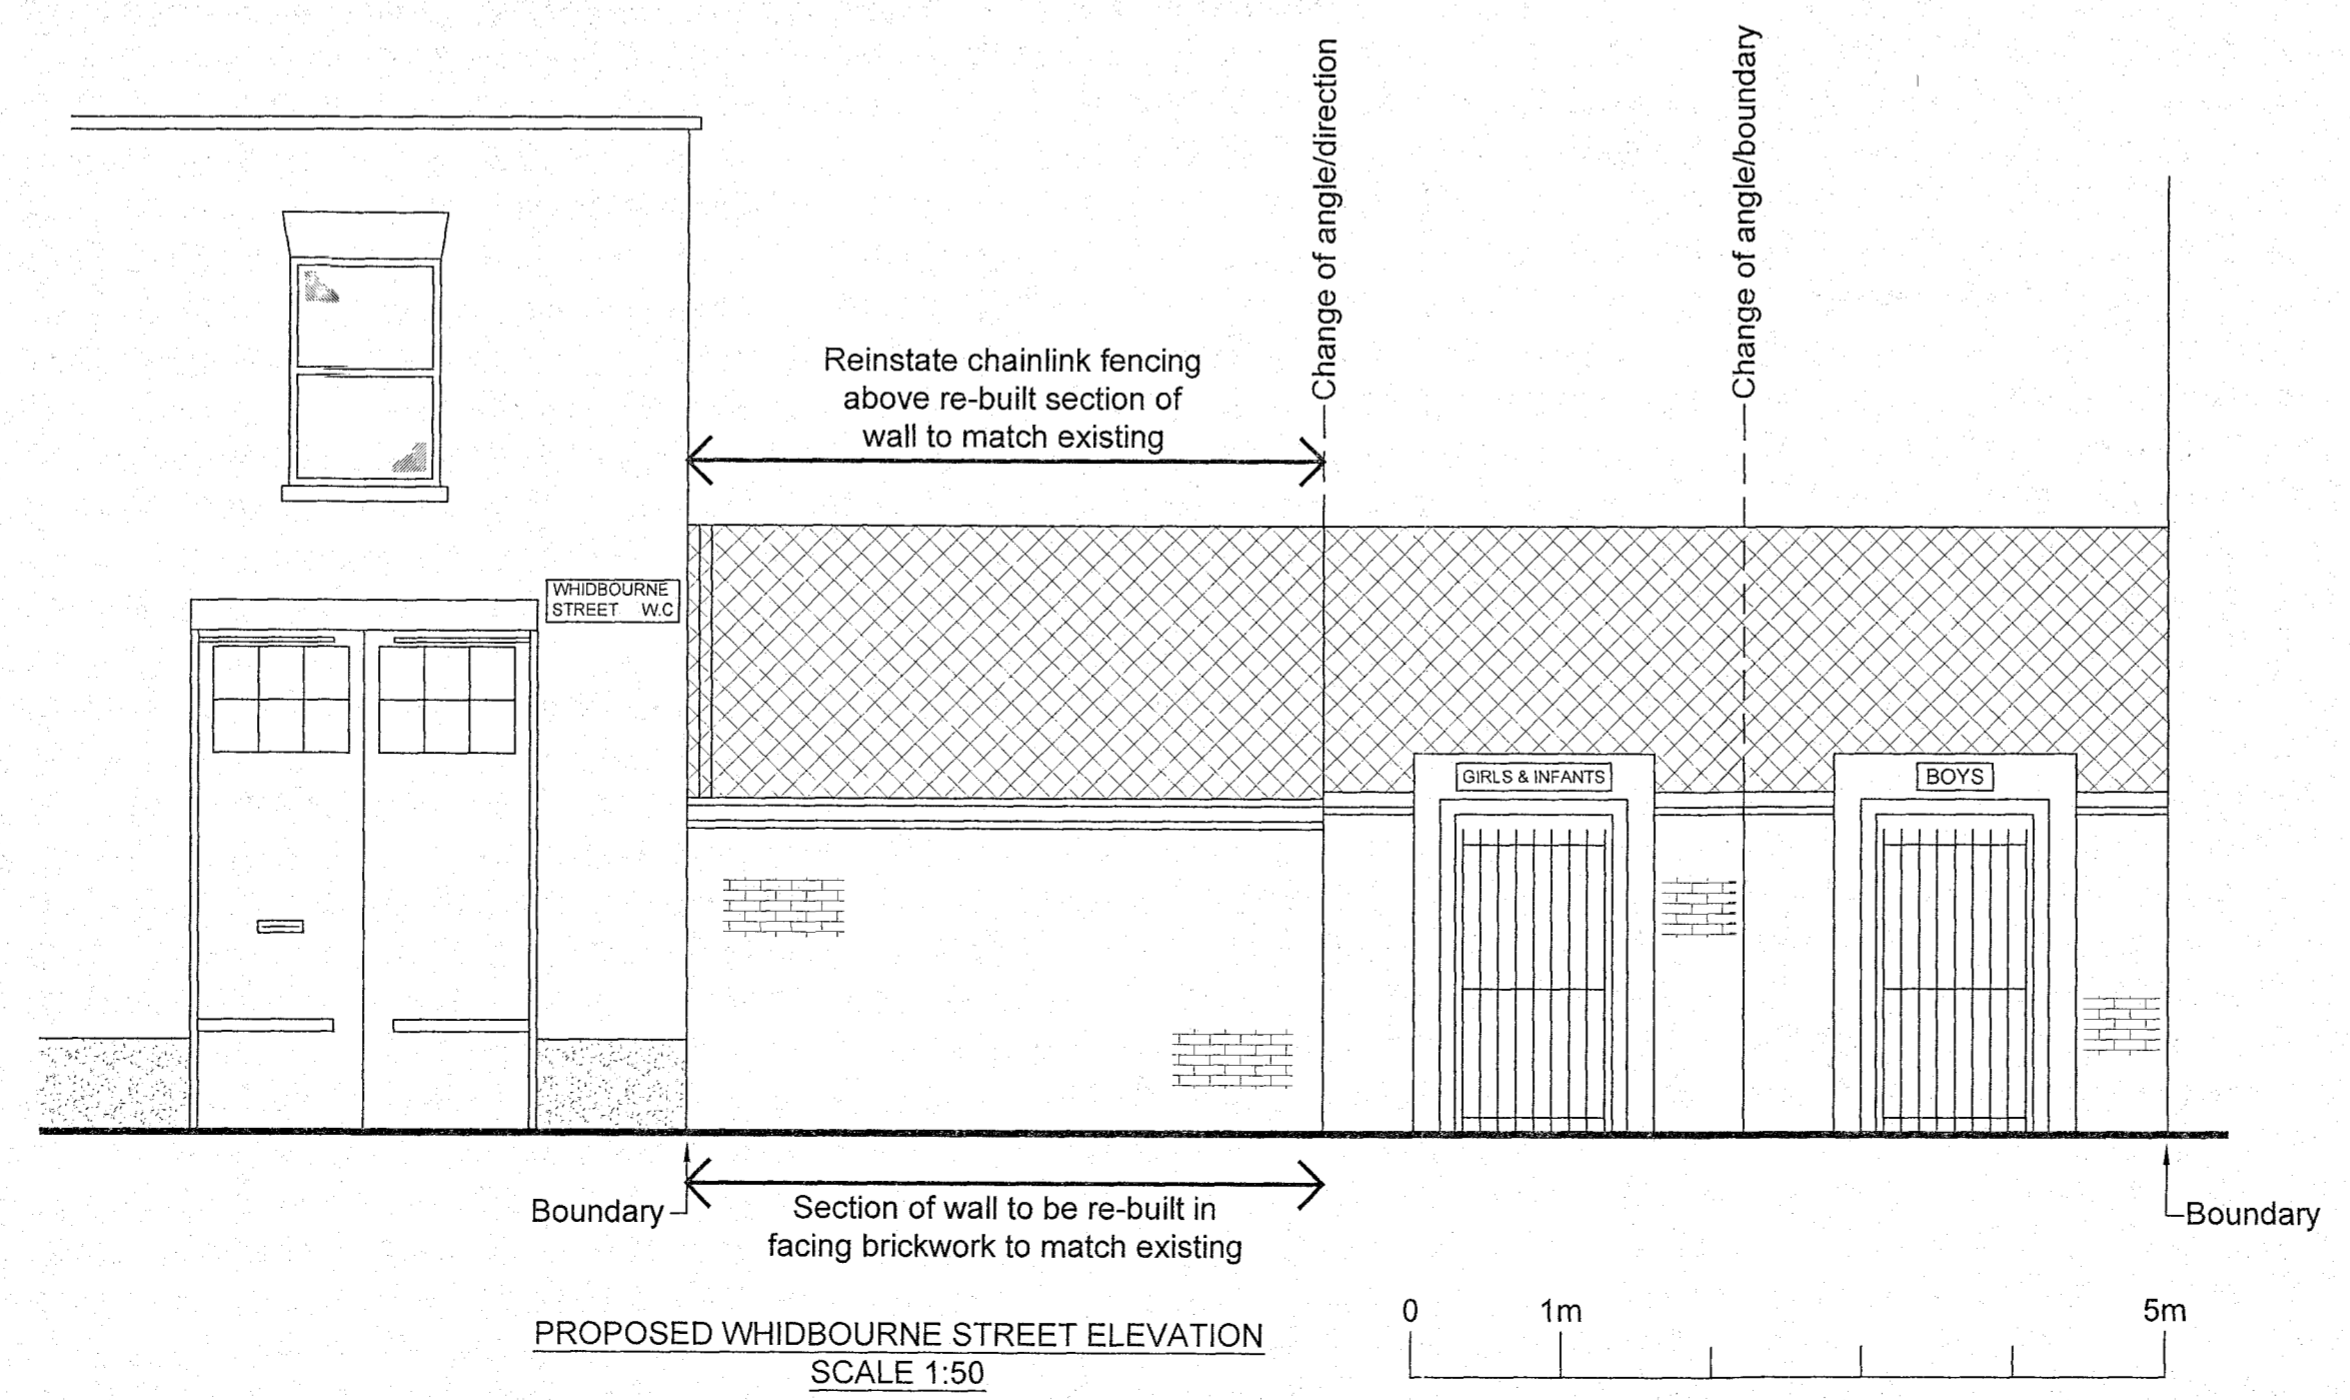 Change of angle/direction
Change of angle/boundary
Reinstate chainlink fencing
above re-built section of
wall to match existing
WHIDBOURNE
STREET W.C
GIRLS & INFANTS
BOYS
Boundary
Section of wall to be re-built in
facing brickwork to match existing
Boundary
PROPOSED WHIDBOURNE STREET ELEVATION
SCALE 1:50
0 1m 5m